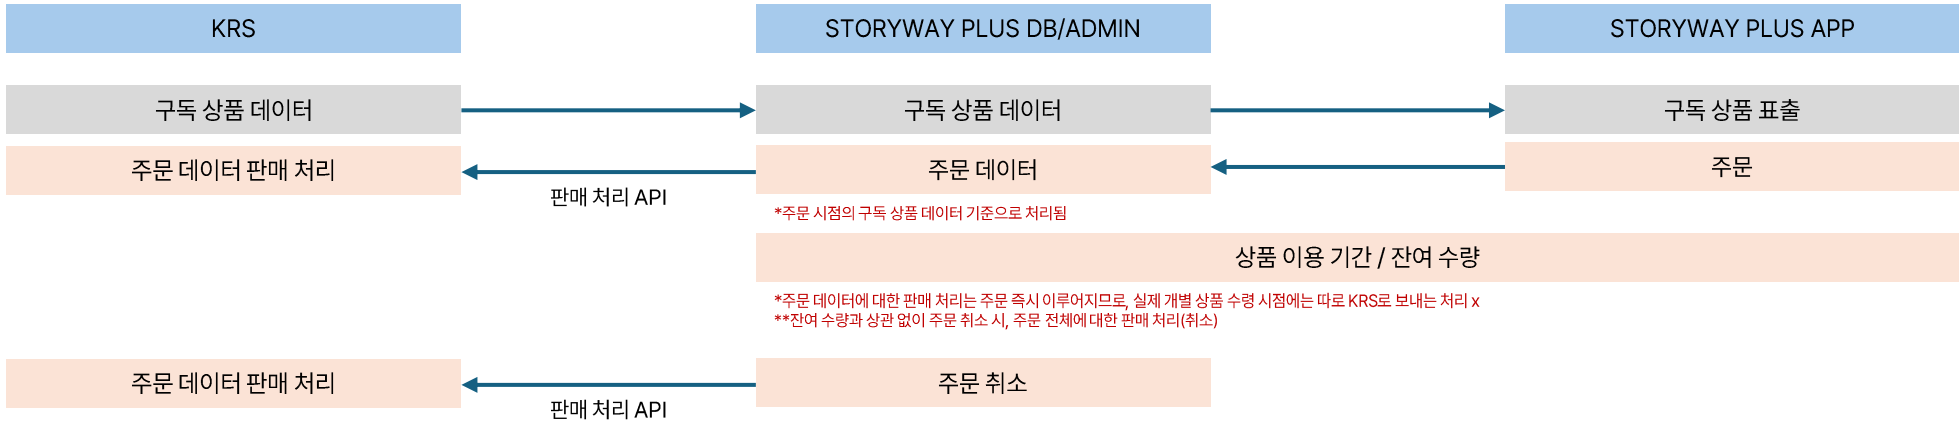 KRS
STORYWAY PLUS DB/ADMIN
STORYWAY PLUS APP
구독 상품 데이터
구독 상품 데이터
구독 상품 표출
주문 데이터 판매 처리
판매 처리 API
주문 데이터
주문
*주문 시점의 구독 상품 데이터 기준으로 처리됨
상품 이용 기간 / 잔여 수량
*주문 데이터에 대한 판매 처리는 주문 즉시 이루어지므로, 실제 개별 상품 수령 시점에는 따로 KRS로 보내는 처리 x
**잔여 수량과 상관 없이 주문 취소 시, 주문 전체에 대한 판매 처리(취소)
주문 데이터 판매 처리
판매 처리 API
주문 취소